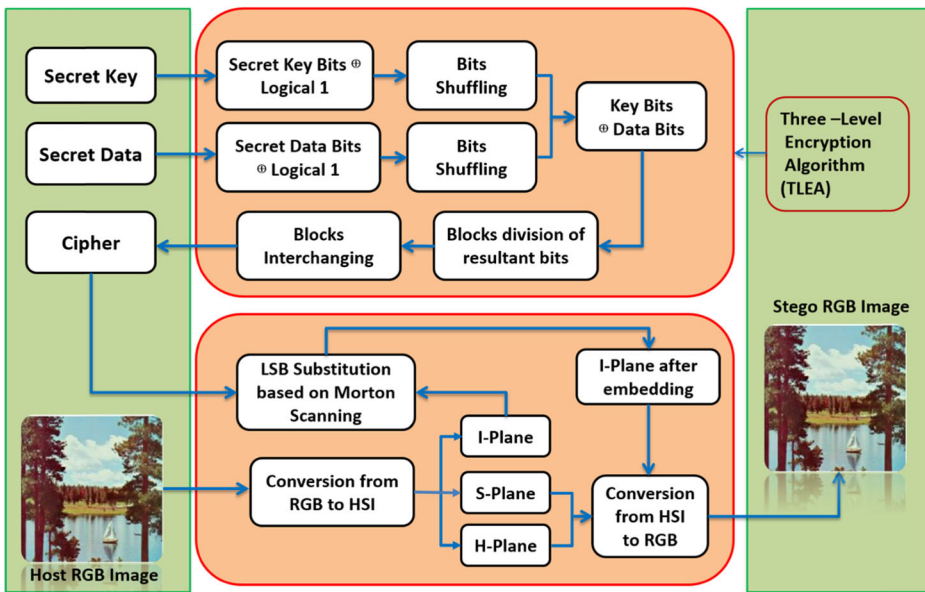 Secret Key
Secret Key Bits ⊕
Logical 1
Bits
Shuffling
Key Bits
⊕ Data Bits
Three –Level
Encryption
Algorithm
(TLEA)
Secret Data
Secret Data Bits
⊕ Logical 1
Bits
Shuffling
Cipher
Blocks
Interchanging
Blocks division of
resultant bits
Stego RGB Image
LSB Substitution
based on Morton
Scanning
I-Plane after
embedding
I-Plane
Conversion from
RGB to HSI
S-Plane
H-Plane
Conversion
from HSI
to RGB
Host RGB Image